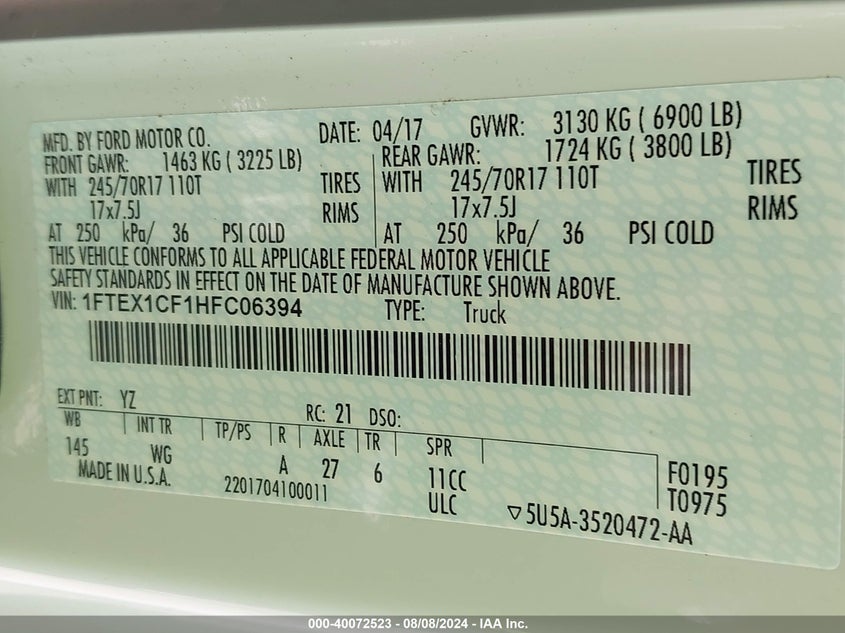 MFD. BY FORD MOTOR CO. DATE: 04/17 GVWR: 3130 KG ( 6900 LB)
FRONT GAWR: 1463 KG ( 3225 LB) REAR GAWR: 1724 KG ( 3800 LB)
WITH 245/70R17 110T TIRES WITH 245/70R17 110T TIRES
17x7.5J RIMS 17x7.5J RIMS
AT 250 kPa/ 36 PSI COLD AT 250 kPa/ 36 PSI COLD
THIS VEHICLE CONFORMS TO ALL APPLICABLE FEDERAL MOTOR VEHICLE
SAFETY STANDARDS IN EFFECT ON THE DATE OF MANUFACTURE SHOWN ABOVE.
VIN: 1FTEX1CF1HFC06394 TYPE: Truck
EXT PNT: YZ RC: 21 DSO:
WB INT TR TP/PS R AXLE TR SPR
145 WG A 27 6 11CC F0195
MADE IN U.S.A. 2201704100011 ULC T0975
▽5U5A-3520472-AA
000-40072523 - 08/08/2024 - IAA Inc.